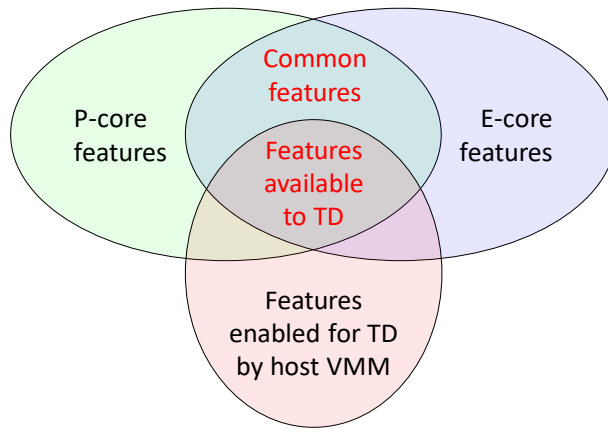 Common
features
P-core
features
E-core
features
Features
available
to TD
Features
enabled for TD
by host VMM